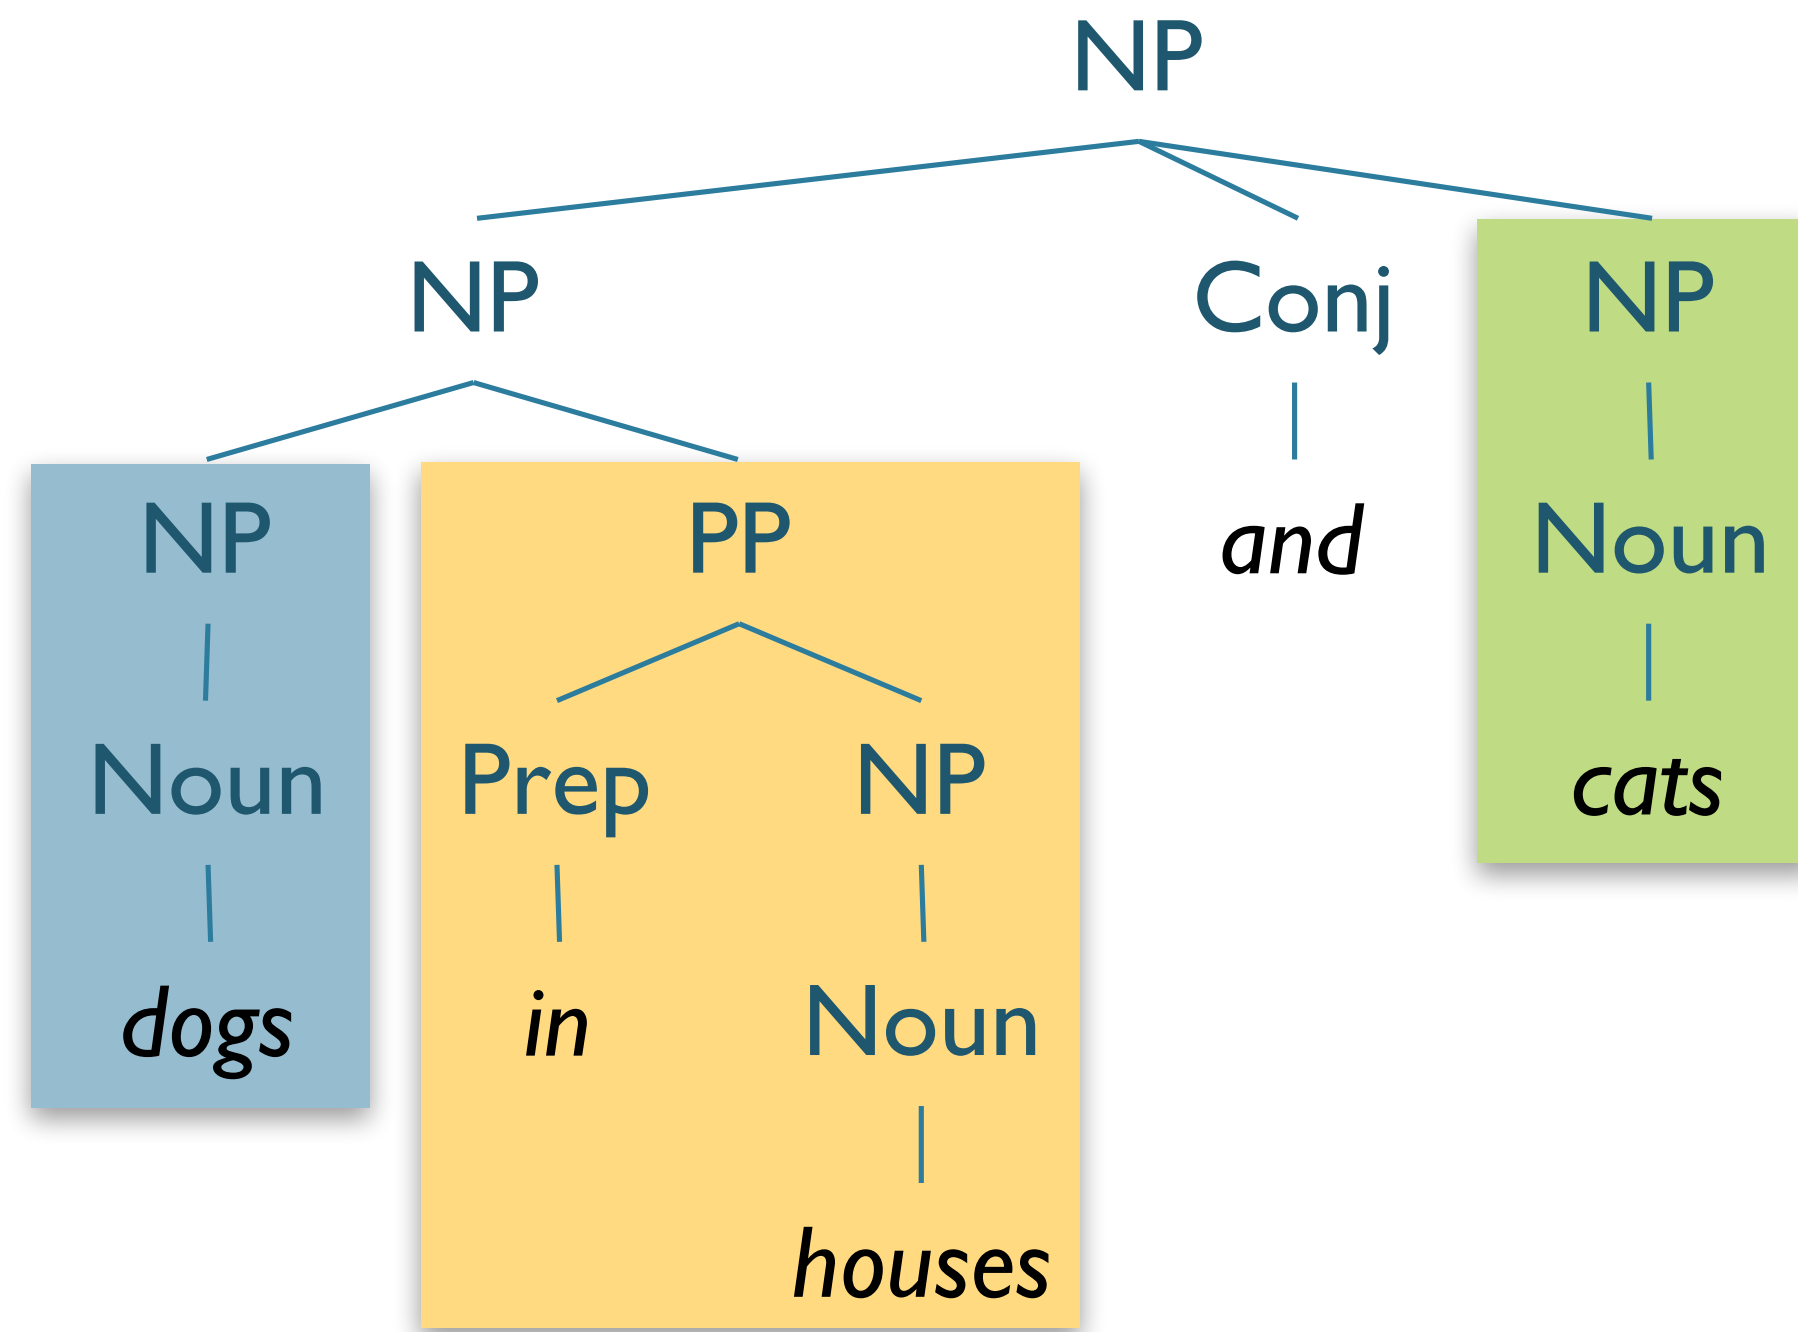 NP
NP Conj NP
NP PP and Noun
Noun Prep NP cats
dogs in Noun
houses